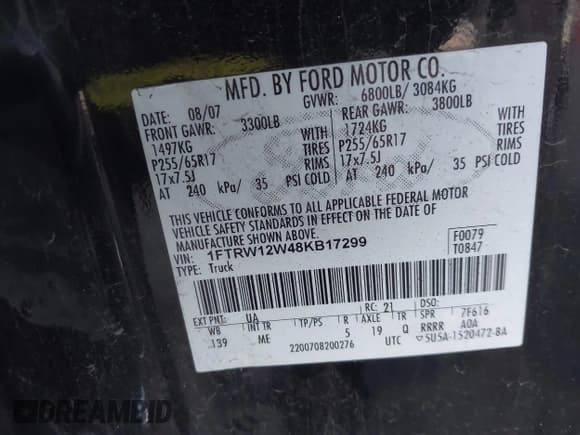 MFD. BY FORD MOTOR CO.
DATE: 08/07 GVWR: 6800LB/ 3084KG
FRONT GAWR: 3300LB REAR GAWR: 3800LB
1497KG WITH 1724KG WITH
P255/65R17 TIRES P255/65R17 TIRES
17x7.5J RIMS 17x7.5J RIMS
AT 240 kPa/ 35 PSI COLD AT 240 kPa/ 35 PSI COLD
THIS VEHICLE CONFORMS TO ALL APPLICABLE FEDERAL MOTOR
VEHICLE SAFETY STANDARDS IN EFFECT ON THE DATE OF
MANUFACTURE SHOWN ABOVE.
VIN: 1FTRW12W48KB17299 F0079
TYPE: Truck T0847
EXT PNT: UA RC: 21 DSO:
WB INT TR TP/PS R AXLE TR SPR 7F616
139 ME 5 19 Q RRRR A0A
2200708200276 UTC 5U5A-1520472-BA
DREAMBID